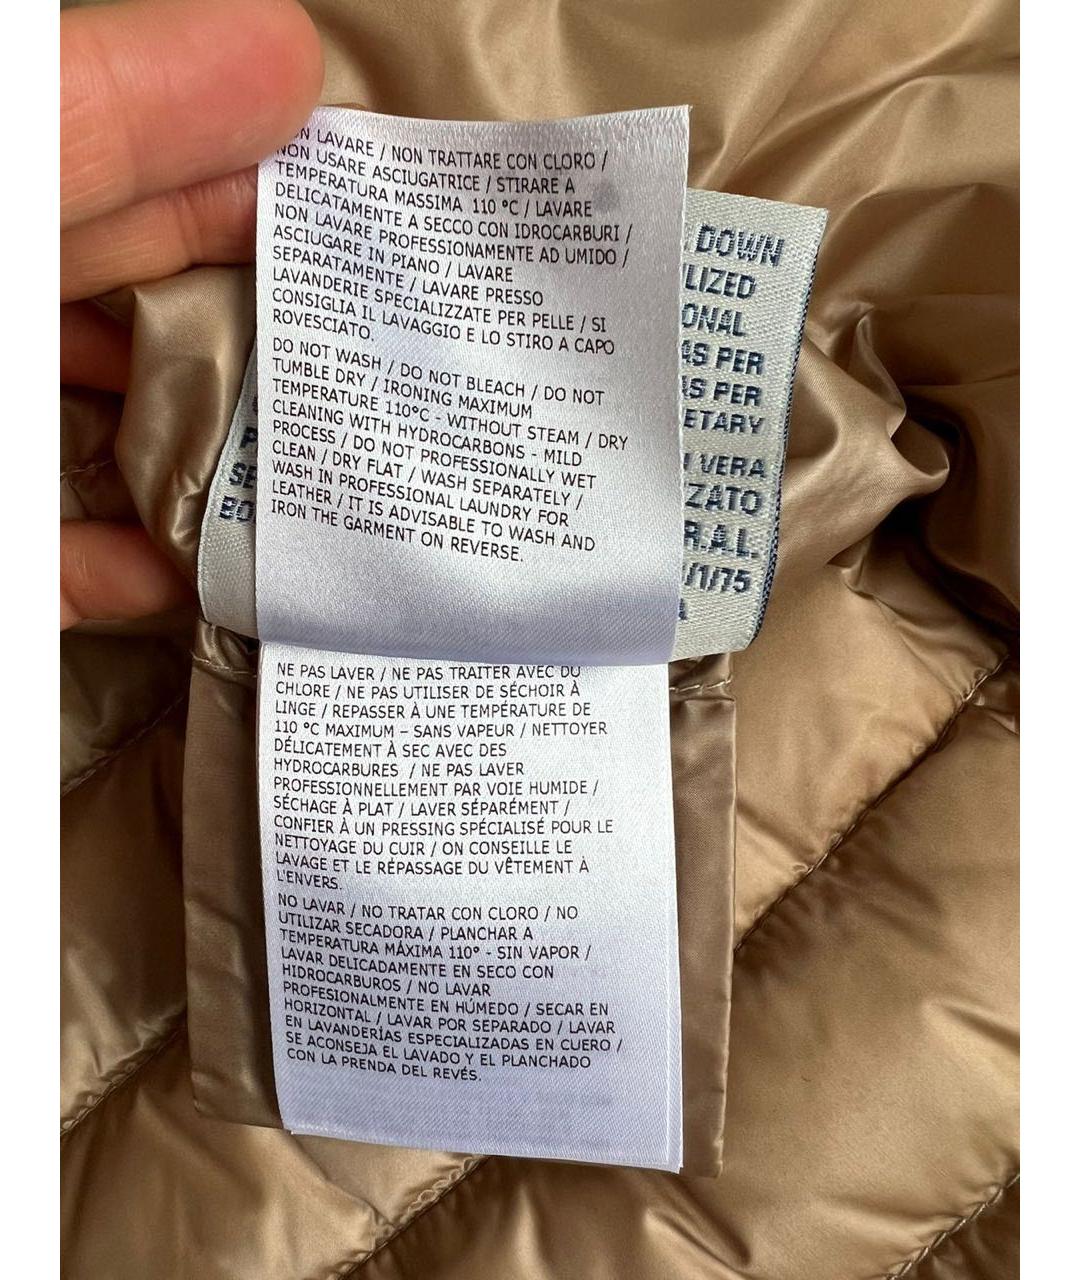 LAVARE / NON TRATTARE CON CLORO /
NON USARE ASCIUGATRICE / STIRARE A
TEMPERATURA MASSIMA 110 °C / LAVARE
DELICATAMENTE A SECCO CON IDROCARBURI /
NON LAVARE PROFESSIONAMENTE AD UMIDO /
ASCIUGARE IN PIANO / LAVARE
SEPARATAMENTE / LAVARE PRESSO
LAVANDERIE SPECIALIZZATE PER PELLE / SI
CONSIGLIA IL LAVAGGIO E LO STIRO A CAPO
ROVESCIATO.
DO NOT WASH / DO NOT BLEACH / DO NOT
TUMBLE DRY / IRONING MAXIMUM
TEMPERATURE 110°C - WITHOUT STEAM / DRY
CLEANING WITH HYDROCARBONS - MILD
PROCESS / DO NOT PROFESSIONALLY WET
CLEAN / DRY FLAT / WASH SEPARATELY /
WASH IN PROFESSIONAL LAUNDRY FOR
LEATHER / IT IS ADVISABLE TO WASH AND
IRON THE GARMENT ON REVERSE.
NE PAS LAVER / NE PAS TRAITER AVEC DU
CHLORE / NE PAS UTILISER DE SÉCHOIR À
LINGE / REPASSER À UNE TEMPÉRATURE DE
110 °C MAXIMUM – SANS VAPEUR / NETTOYER
DÉLICATEMENT À SEC AVEC DES
HYDROCARBURES / NE PAS LAVER
PROFESSIONNELLEMENT PAR VOIE HUMIDE /
SÉCHAGE À PLAT / LAVER SÉPARÉMENT /
CONFIER À UN PRESSING SPÉCIALISÉ POUR LE
NETTOYAGE DU CUIR / ON CONSEILLE LE
LAVAGE ET LE RÉPASSAGE DU VÊTEMENT À
L'ENVERS.
NO LAVAR / NO TRATAR CON CLORO / NO
UTILIZAR SECADORA / PLANCHAR A
TEMPERATURA MÁXIMA 110° - SIN VAPOR /
LAVAR DELICADAMENTE EN SECO CON
HIDROCARBUROS / NO LAVAR
PROFESIONALMENTE EN HÚMEDO / SECAR EN
HORIZONTAL / LAVAR POR SEPARADO / LAVAR
EN LAVANDERÍAS ESPECIALIZADAS EN CUERO /
SE ACONSEJA EL LAVADO Y EL PLANCHADO
CON LA PRENDA DEL REVÉS.
DOWN
LIZED
ONAL
AS PER
AS PER
ETARY
VERA
ZATO
R.A.L.
/1/75